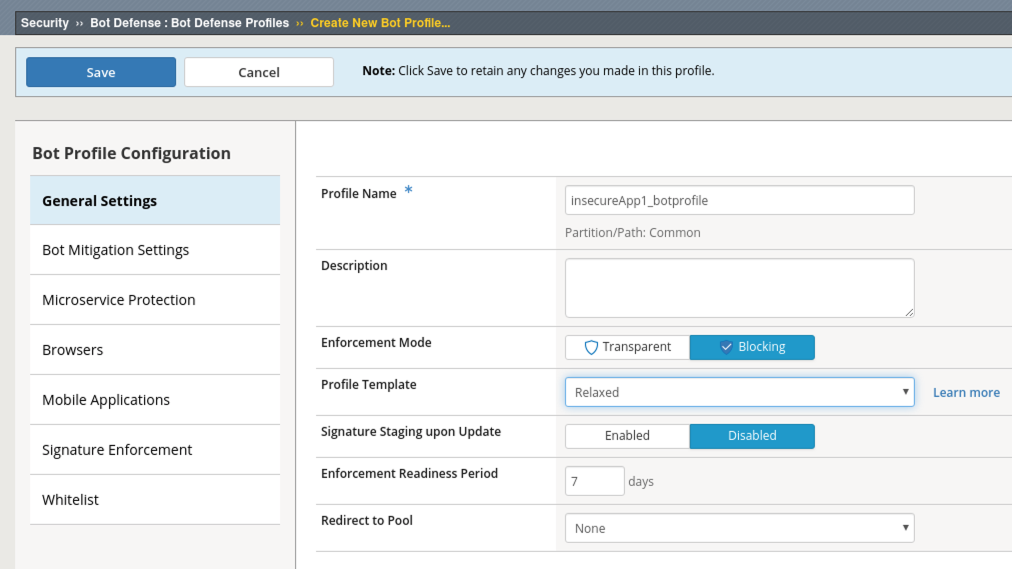 Security ›› Bot Defense : Bot Defense Profiles ›› Create New Bot Profile...
Save
Cancel
Note: Click Save to retain any changes you made in this profile.
Bot Profile Configuration
General Settings
Bot Mitigation Settings
Microservice Protection
Browsers
Mobile Applications
Signature Enforcement
Whitelist
Profile Name *
insecureApp1_botprofile
Partition/Path: Common
Description
Enforcement Mode
Transparent
Blocking
Profile Template
Relaxed
Learn more
Signature Staging upon Update
Enabled
Disabled
Enforcement Readiness Period
7 days
Redirect to Pool
None